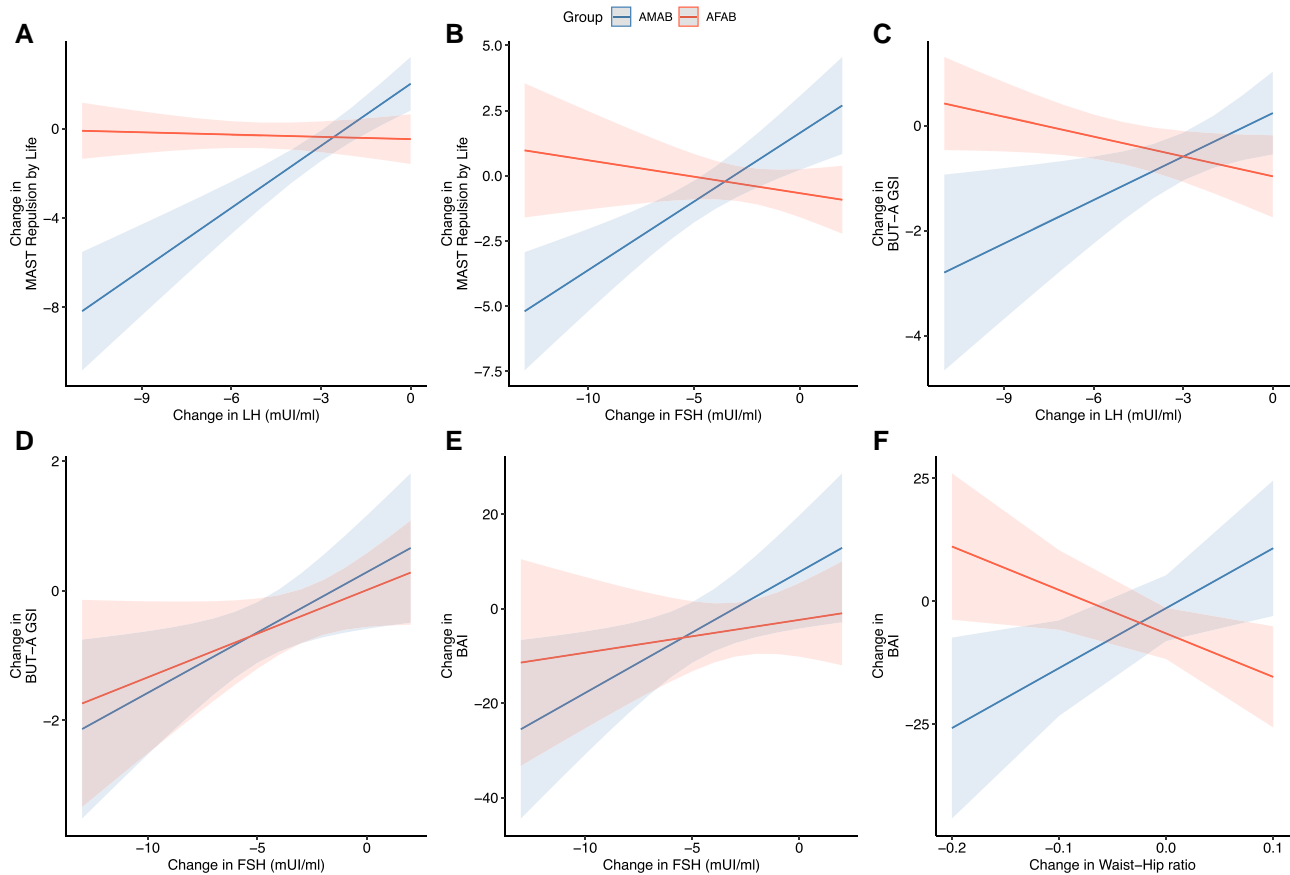 Group AMAB AFAB
A
Change in
MAST Repulsion by Life
0
−4
−8
−9 −6 −3 0
Change in LH (mUI/ml)
B
Change in
MAST Repulsion by Life
5.0
2.5
0.0
−2.5
−5.0
−7.5
−10 −5 0
Change in FSH (mUI/ml)
C
Change in
BUT−A GSI
0
−2
−4
−9 −6 −3 0
Change in LH (mUI/ml)
D
Change in
BUT−A GSI
2
0
−2
−10 −5 0
Change in FSH (mUI/ml)
E
Change in
BAI
20
0
−20
−40
−10 −5 0
Change in FSH (mUI/ml)
F
Change in
BAI
25
0
−25
−0.2 −0.1 0.0 0.1
Change in Waist−Hip ratio